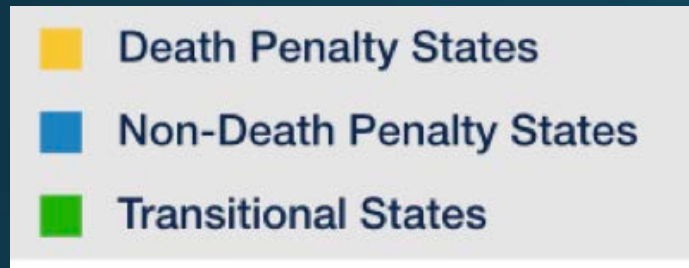 Death Penalty States
Non-Death Penalty States
Transitional States